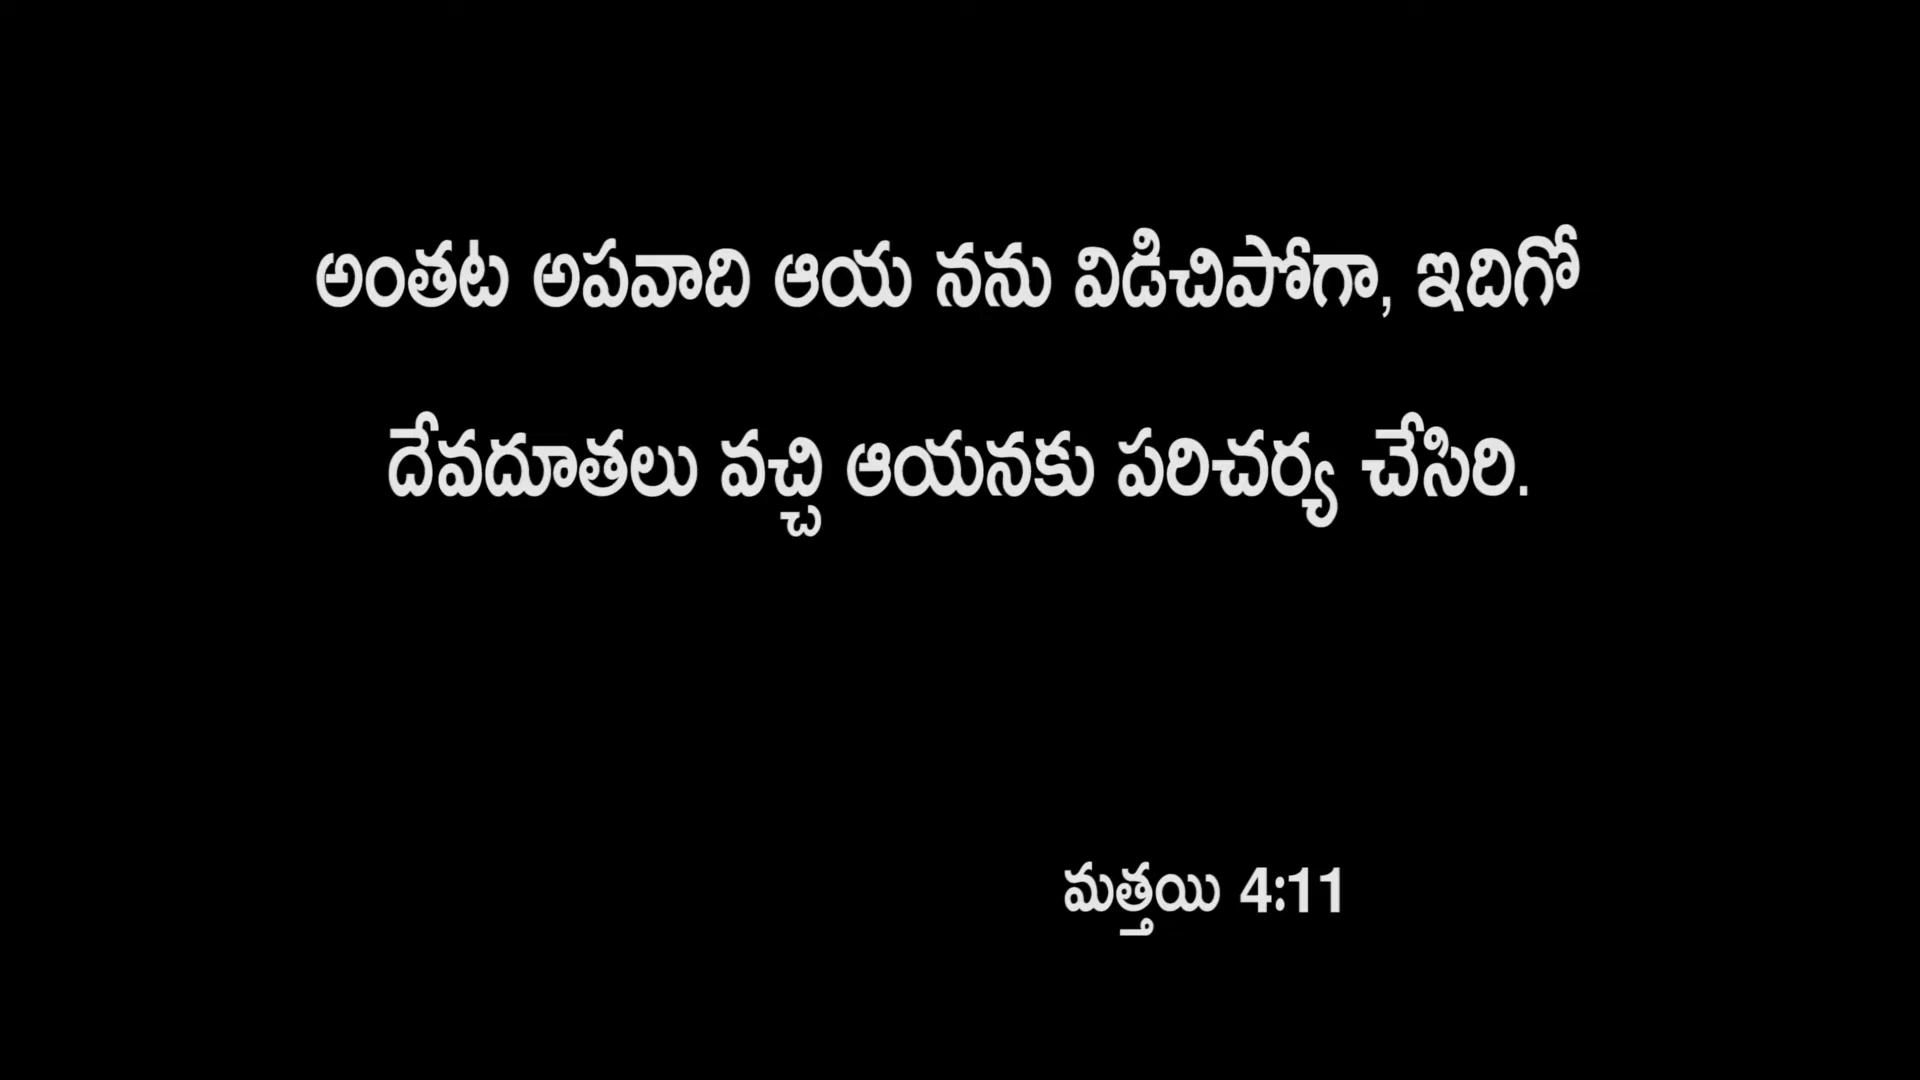 అంతట అపవాది ఆయ నను విడిచిపోగా, ఇదిగో
దేవదూతలు వచ్చి ఆయనకు పరిచర్య చేసిరి.
మత్తయి 4:11